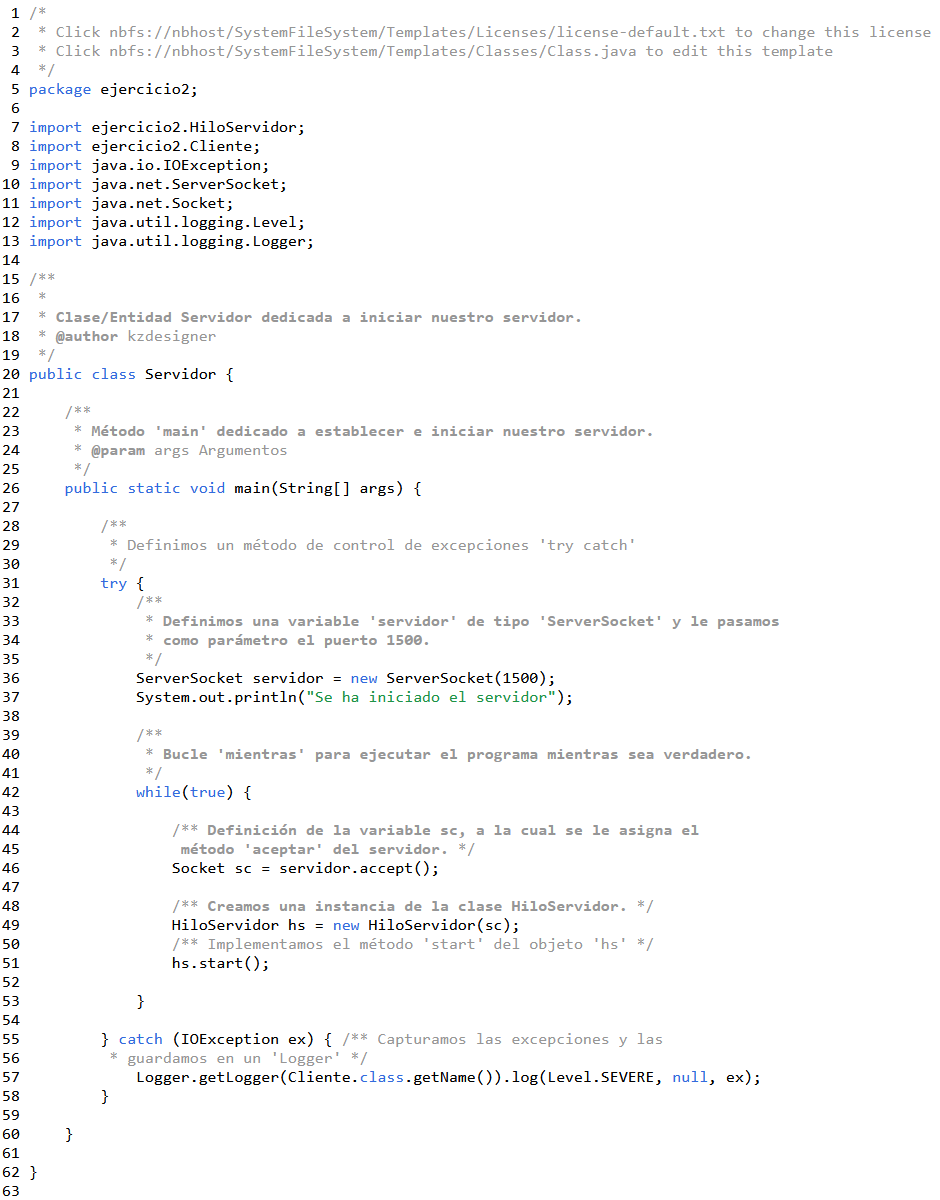 1 /*
2  * Click nbfs://nbhost/SystemFileSystem/Templates/Licenses/license-default.txt to change this license
3  * Click nbfs://nbhost/SystemFileSystem/Templates/Classes/Class.java to edit this template
4  */
5 package ejercicio2;
6
7 import ejercicio2.HiloServidor;
8 import ejercicio2.Cliente;
9 import java.io.IOException;
10 import java.net.ServerSocket;
11 import java.net.Socket;
12 import java.util.logging.Level;
13 import java.util.logging.Logger;
14
15 /**
16  *
17  * Clase/Entidad Servidor dedicada a iniciar nuestro servidor.
18  * @author kzdesigner
19  */
20 public class Servidor {
21
22     /**
23      * Método 'main' dedicado a establecer e iniciar nuestro servidor.
24      * @param args Argumentos
25      */
26     public static void main(String[] args) {
27
28         /**
29          * Definimos un método de control de excepciones 'try catch'
30          */
31         try {
32             /**
33              * Definimos una variable 'servidor' de tipo 'ServerSocket' y le pasamos
34              * como parámetro el puerto 1500.
35              */
36             ServerSocket servidor = new ServerSocket(1500);
37             System.out.println("Se ha iniciado el servidor");
38
39             /**
40              * Bucle 'mientras' para ejecutar el programa mientras sea verdadero.
41              */
42             while(true) {
43
44                 /** Definición de la variable sc, a la cual se le asigna el
45                  método 'aceptar' del servidor. */
46                 Socket sc = servidor.accept();
47
48                 /** Creamos una instancia de la clase HiloServidor. */
49                 HiloServidor hs = new HiloServidor(sc);
50                 /** Implementamos el método 'start' del objeto 'hs' */
51                 hs.start();
52
53             }
54
55         } catch (IOException ex) { /** Capturamos las excepciones y las
56          * guardamos en un 'Logger' */
57             Logger.getLogger(Cliente.class.getName()).log(Level.SEVERE, null, ex);
58         }
59
60     }
61
62 }
63